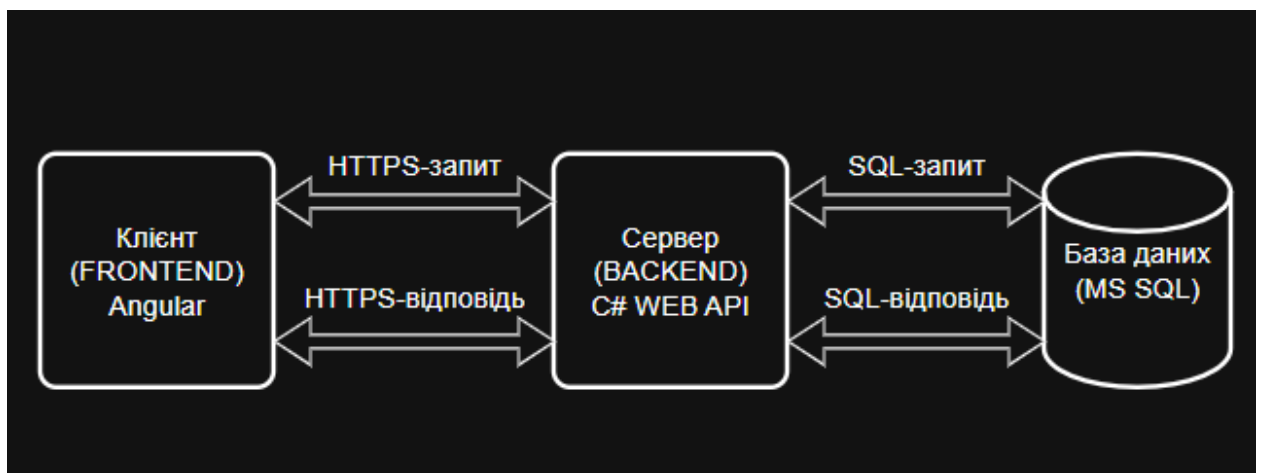 HTTPS-запит
SQL-запит
Клієнт
(FRONTEND)
Angular
Сервер
(BACKEND)
C# WEB API
База даних
(MS SQL)
HTTPS-відповідь
SQL-відповідь